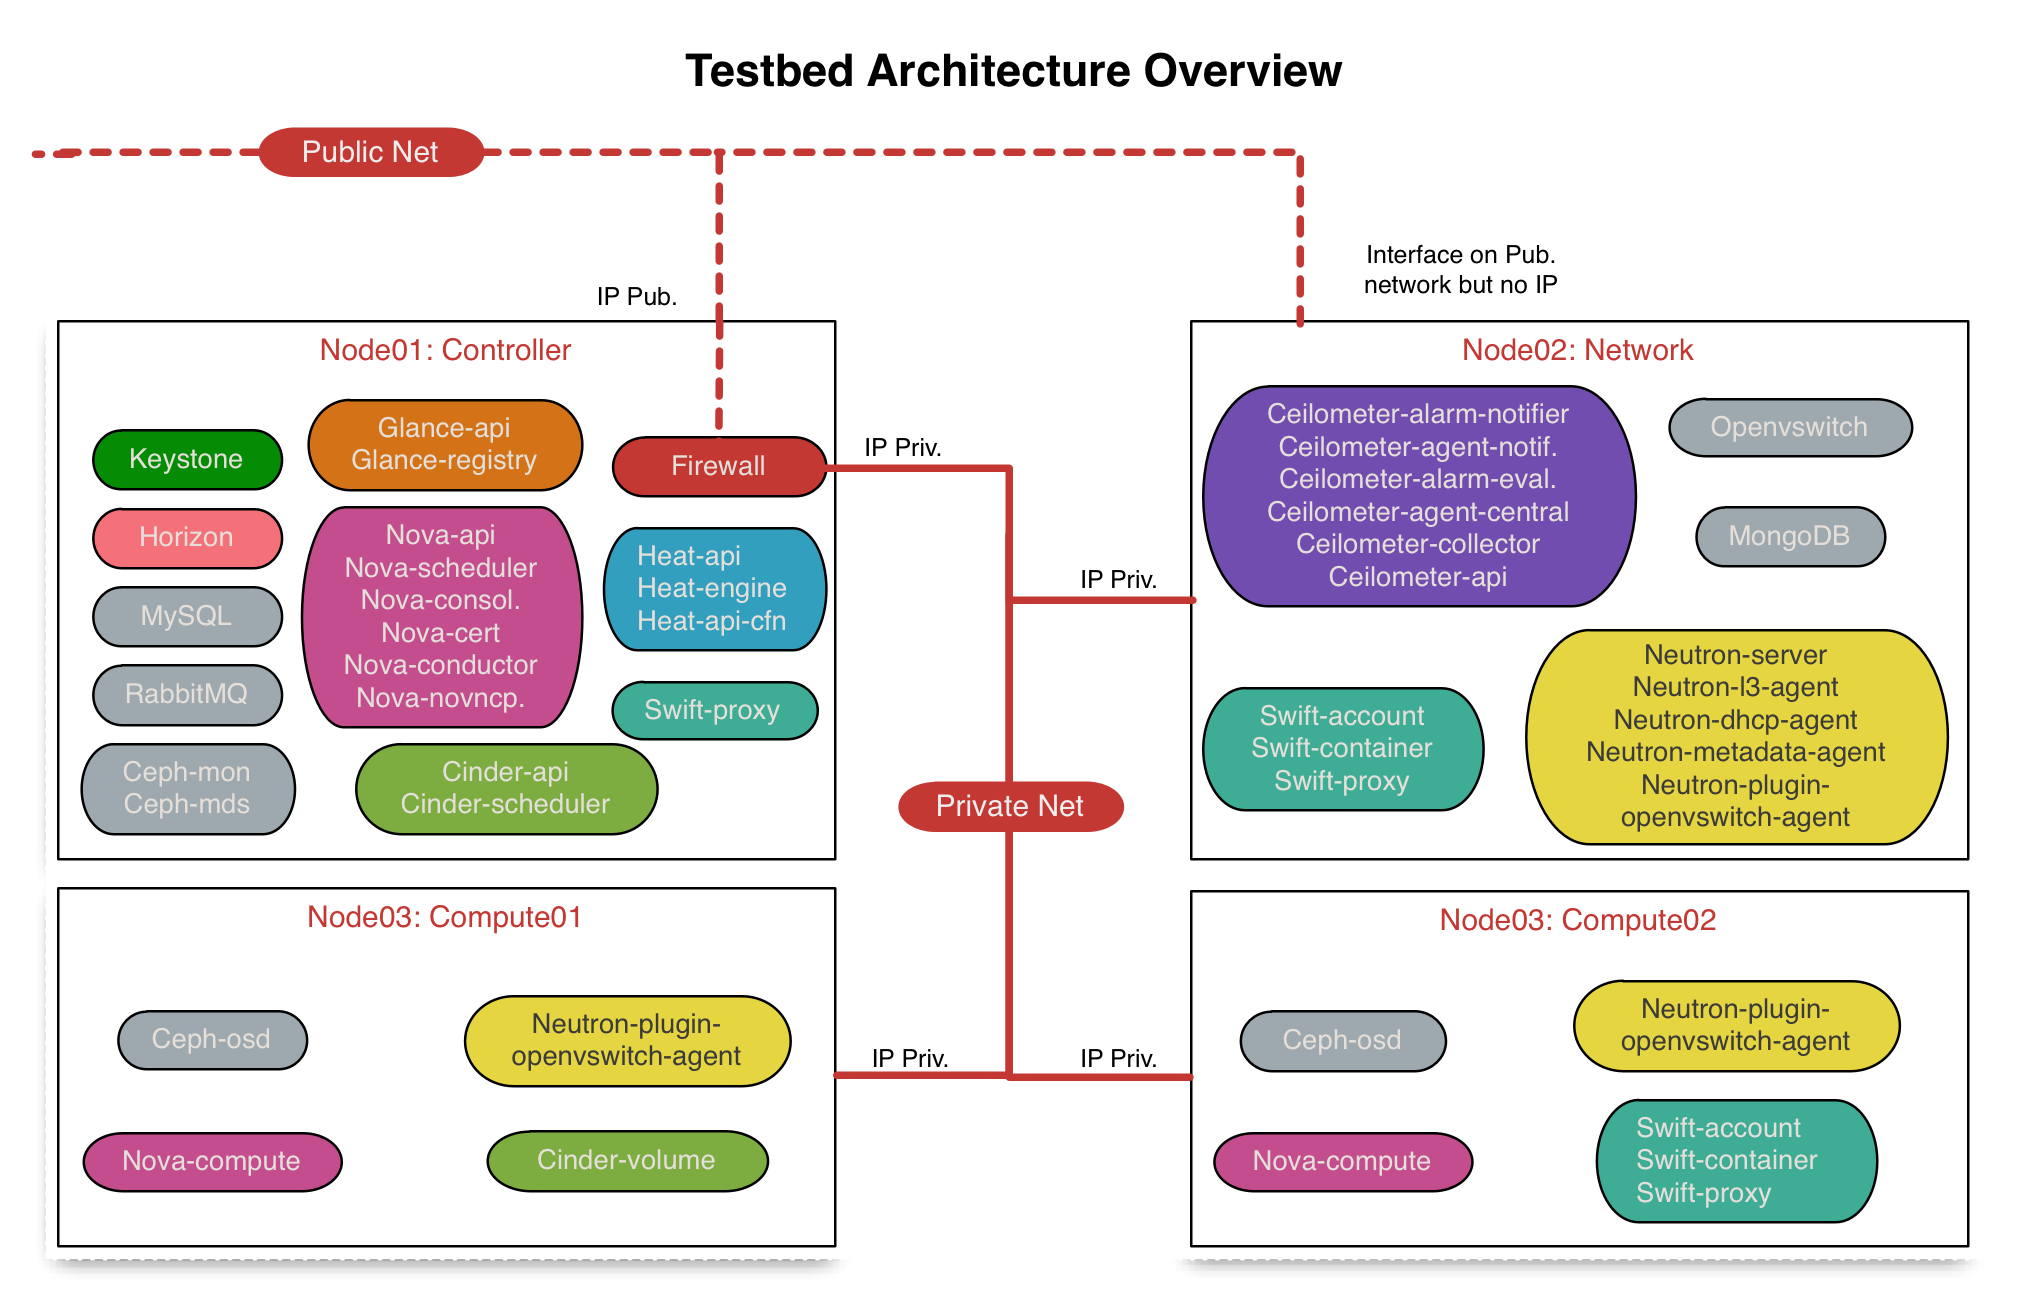 Testbed Architecture Overview
Public Net
Interface on Pub.
network but no IP
IP Pub.
Node01: Controller
Keystone
Glance-api
Glance-registry
Firewall
Horizon
Nova-api
Nova-scheduler
Nova-consol.
Nova-cert
Nova-conductor
Nova-novncp.
Heat-api
Heat-engine
Heat-api-cfn
MySQL
RabbitMQ
Swift-proxy
Ceph-mon
Ceph-mds
Cinder-api
Cinder-scheduler
IP Priv.
IP Priv.
Private Net
Node02: Network
Ceilometer-alarm-notifier
Ceilometer-agent-notif.
Ceilometer-alarm-eval.
Ceilometer-agent-central
Ceilometer-collector
Ceilometer-api
Openvswitch
MongoDB
Swift-account
Swift-container
Swift-proxy
Neutron-server
Neutron-l3-agent
Neutron-dhcp-agent
Neutron-metadata-agent
Neutron-plugin-
openvswitch-agent
Node03: Compute01
Ceph-osd
Neutron-plugin-
openvswitch-agent
Nova-compute
Cinder-volume
IP Priv.
IP Priv.
Node03: Compute02
Ceph-osd
Neutron-plugin-
openvswitch-agent
Nova-compute
Swift-account
Swift-container
Swift-proxy